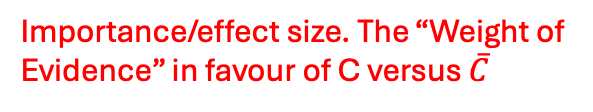 Importance/effect size. The “Weight of
Evidence” in favour of C versus C̅